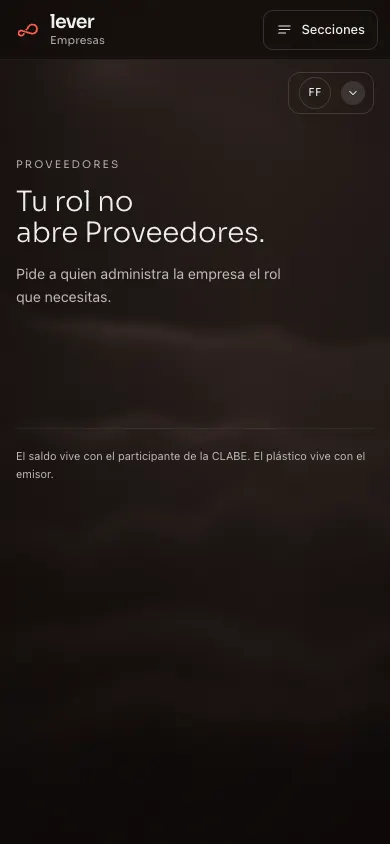 lever
Empresas
Secciones
FF
PROVEEDORES
Tu rol no
abre Proveedores.
Pide a quien administra la empresa el rol
que necesitas.
El saldo vive con el participante de la CLABE. El plástico vive con el
emisor.